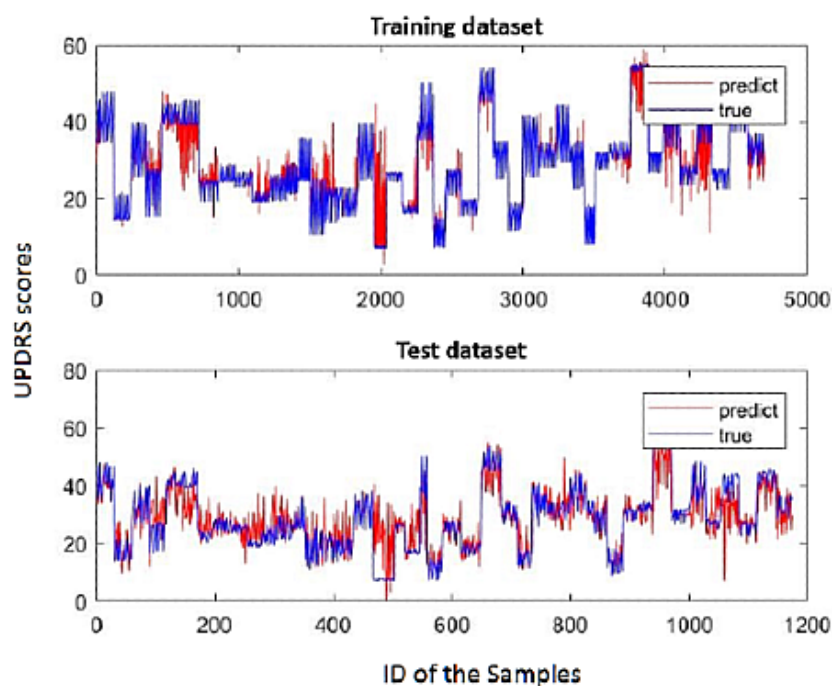 Training dataset
60
40
20
0
predict
true
0 1000 2000 3000 4000 5000
UPDRS scores
Test dataset
80
60
40
20
0
predict
true
0 200 400 600 800 1000 1200
ID of the Samples